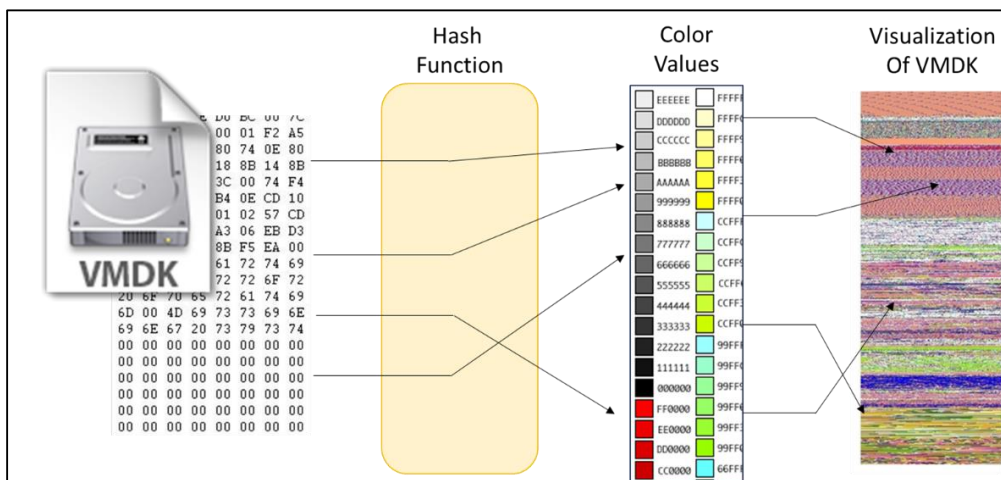 Hash
Function
Color
Values
Visualization
Of VMDK
VMDK
D0 BC 00 7C
00 01 F2 A5
80 74 0E 80
18 8B 14 8B
3C 00 74 F4
B4 0E CD 10
01 02 57 CD
A3 06 EB D3
8B F5 EA 00
61 72 74 69
72 72 6F 72
20 6F 70 65 72 61 74 69
6D 00 4D 69 73 73 69 6E
69 6E 67 20 73 79 73 74
00 00 00 00 00 00 00 00
00 00 00 00 00 00 00 00
00 00 00 00 00 00 00 00
00 00 00 00 00 00 00 00
00 00 00 00 00 00 00 00
00 00 00 00 00 00 00 00
EEEEEE
DDDDDD
CCCCCC
BBBBBB
AAAAAA
999999
888888
777777
666666
555555
444444
333333
222222
111111
000000
FF0000
EE0000
DD0000
CC0000